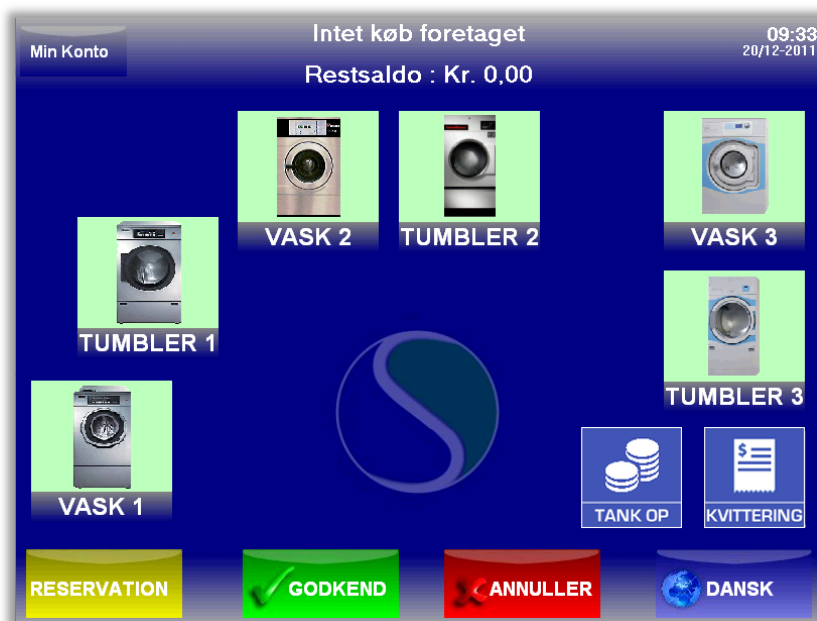 Min Konto
Intet køb foretaget
Restsaldo : Kr. 0,00
09:33
20/12-2011
VASK 2
TUMBLER 2
VASK 3
TUMBLER 1
TUMBLER 3
VASK 1
TANK OP
KVITTERING
RESERVATION
GODKEND
ANNULLER
DANSK